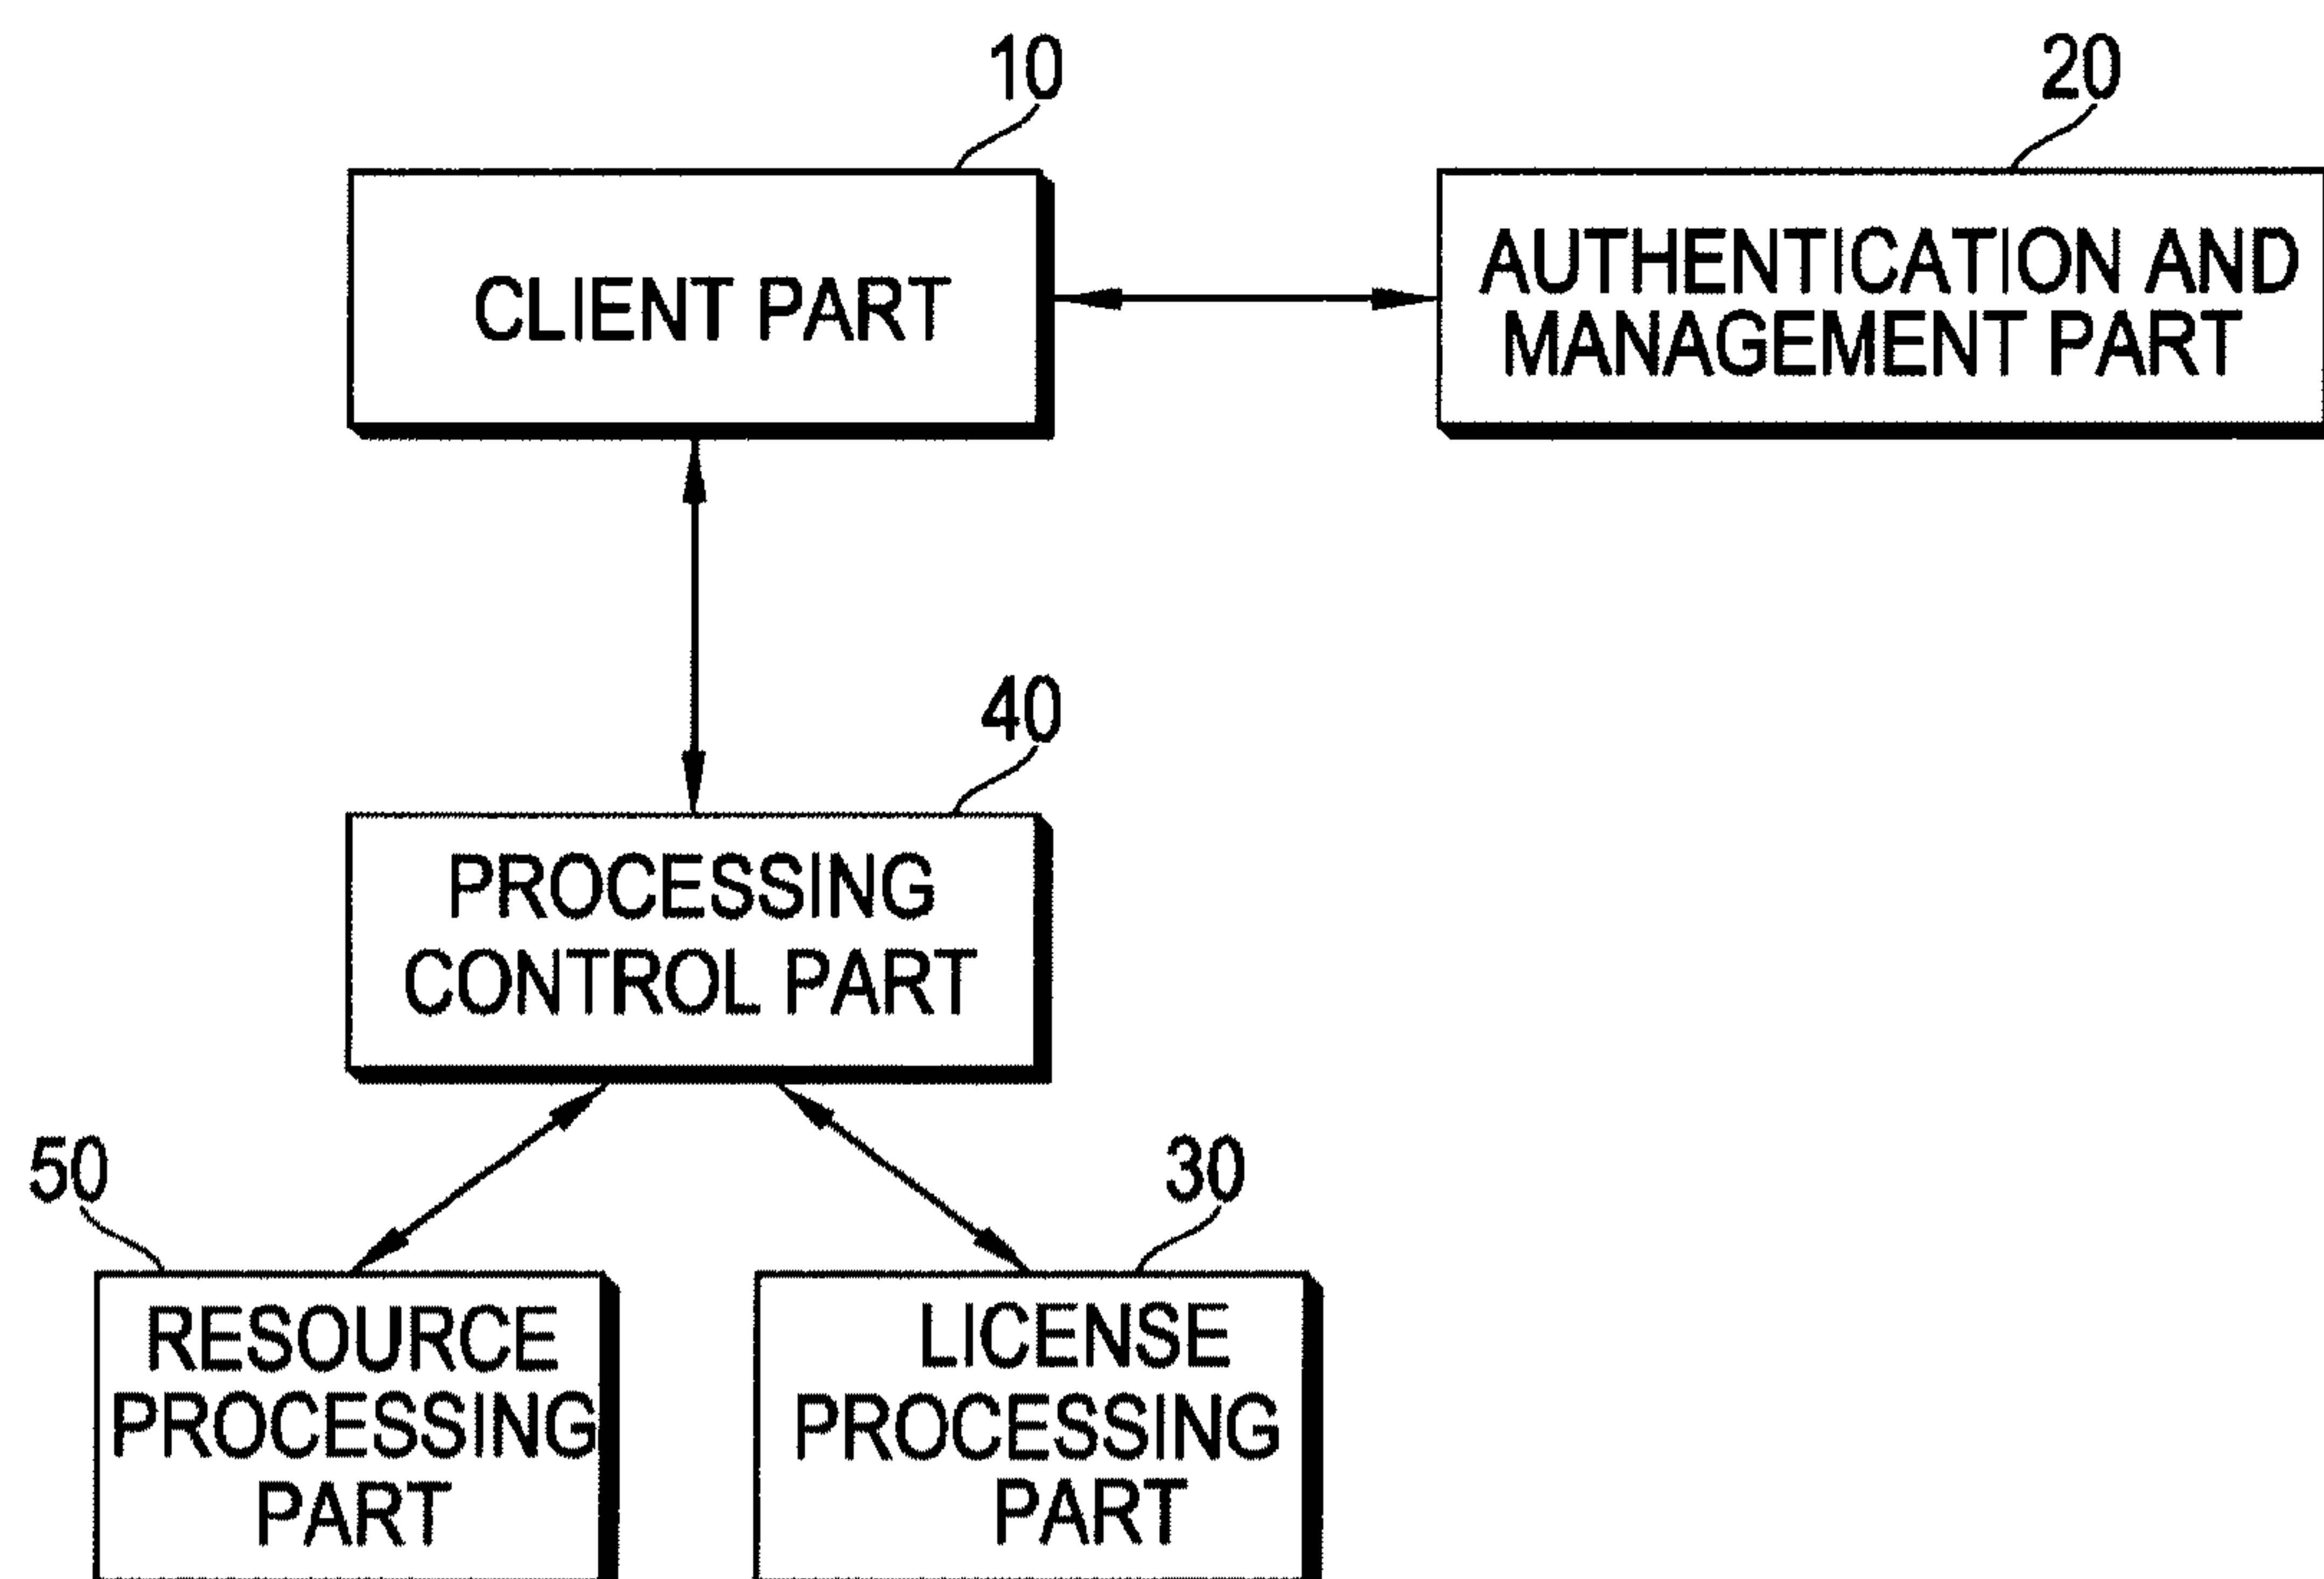 10
20
CLIENT PART
AUTHENTICATION AND
MANAGEMENT PART
40
PROCESSING
CONTROL PART
50
30
RESOURCE
PROCESSING
PART
LICENSE
PROCESSING
PART